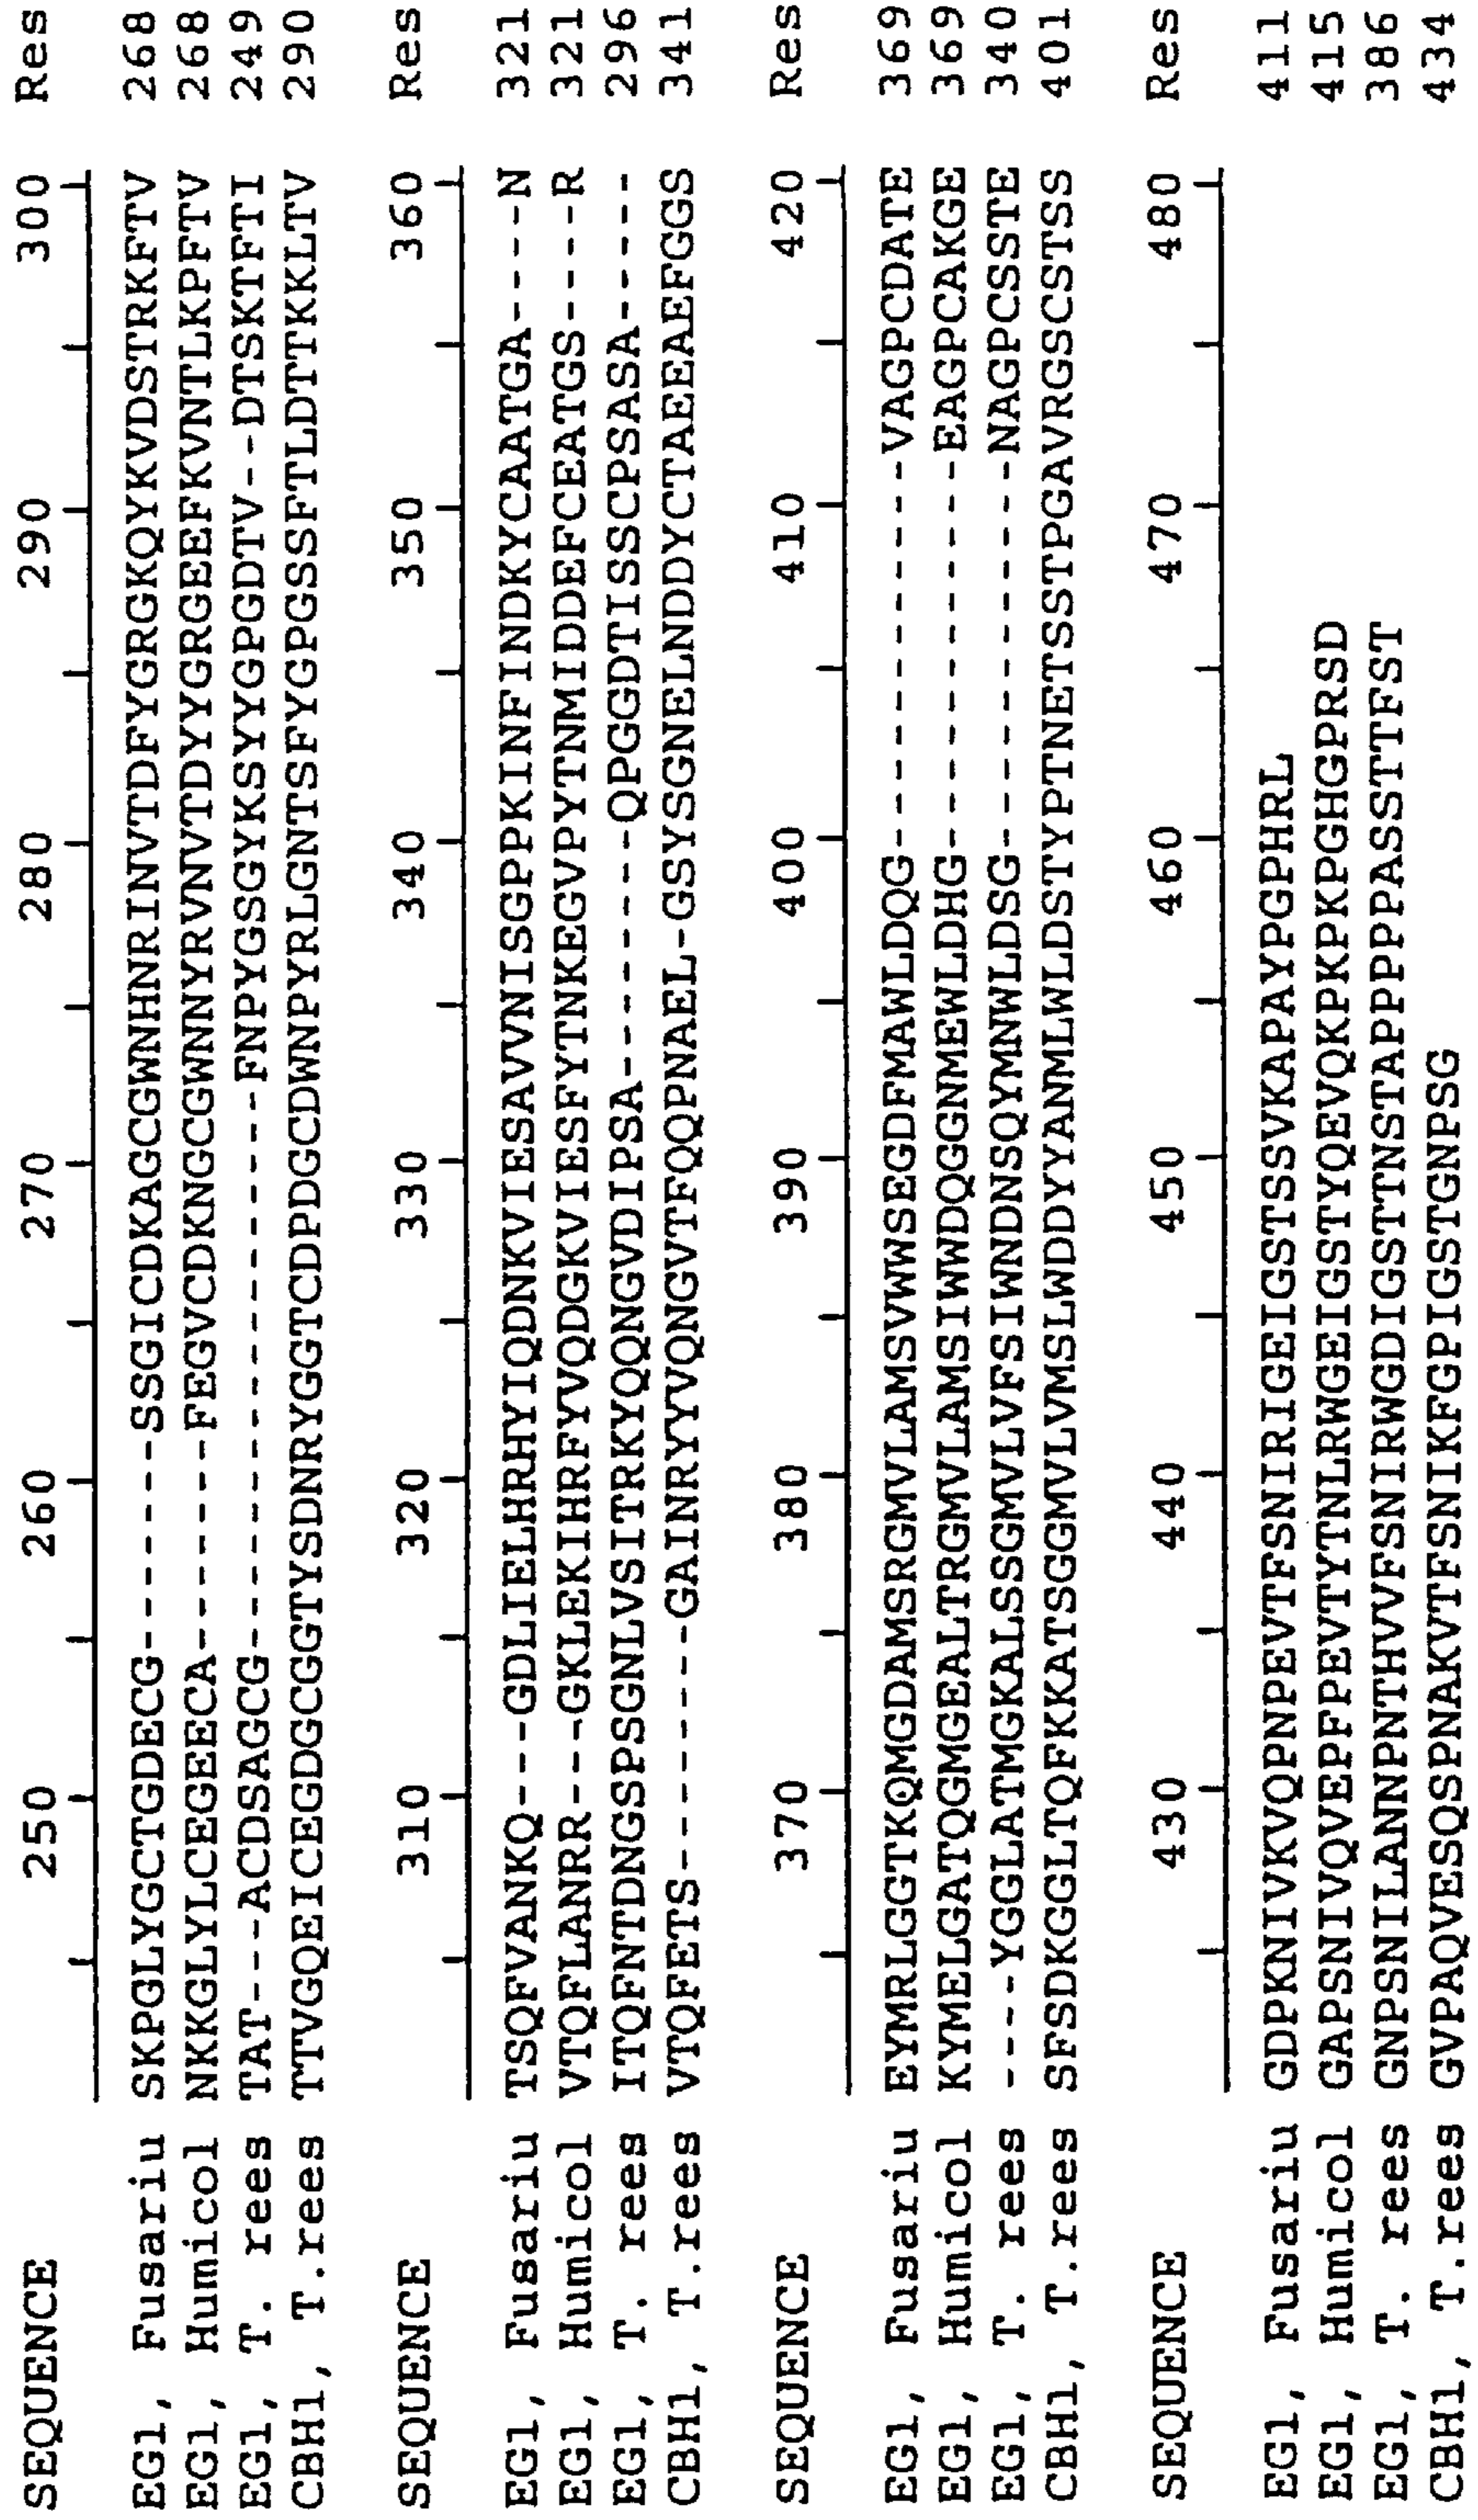 SEQUENCE 250 260 270 280 290 300 Res
EG1, Fusariu SKPGLYGCTGDECG-------SSGICDKAGCGWNHNRINVTDFYGRGKQYKVDSTRKFTV 268
EG1, Humicol NKKGLYLCEGEECA-------FEGVCDKNGCGWNNYRVNVTDYYGRGEEFKVNTLKPFTV 268
EG1, T. rees TAT---ACDSAGCG------------------FNPYGSGYKSYYGPGDTV--DTSKTFTI 249
CBH1, T.rees TTVGQEICEGDGCGGTYSDNRYGGTCDPDGCDWNPYRLGNTSFYGPGSSFTLDTTKKLTV 290
SEQUENCE 310 320 330 340 350 360 Res
EG1, Fusariu TSQFVANKQ---GDLIELHRHYIQDNKVIESAVVNISGPPKINFINDKYCAATGA----N 321
EG1, Humicol VTQFLANRR---GKLEKIHRFYVQDGKVIESFYTNKEGVPYTNMIDDEFCEATGS----R 321
EG1, T. rees ITQFNTDNGSPSGNLVSITRKYQQNGVDIPSA--------QPGGDTISSCPSASA----- 296
CBH1, T.rees VTQFETS--------GAINRYYVQNGVTFQQPNAEL-GSYSGNELNDDYCTAEEAEFGGS 341
SEQUENCE 370 380 390 400 410 420 Res
EG1, Fusariu EYMRLGGTKQMGDAMSRGMVLAMSVWWSEGDFMAWLDQG-------------VAGPCDATE 369
EG1, Humicol KYMELGATQGMGEALTRGMVLAMSIWWDQGGNMEWLDHG-------------EAGPCAKGE 369
EG1, T. rees ----YGGLATMGKALSSGMVLVFSIWNDNSQYMNWLDSG-------------NAGPCSSTE 340
CBH1, T.rees SFSDKGGLTQFKKATSGGMVLVMSLWDDYYANMLWLDSTYPTNETSSTPGAVRGSCSTSS 401
SEQUENCE 430 440 450 460 470 480 Res
EG1, Fusariu GDPKNIVKVQPNPEVTFSNIRIGEIGSTSSVKAPAYPGPHRL 411
EG1, Humicol GAPSNIVQVEPFPEVTYTNLRWGEIGSTYQEVQKPKPKPGHGPRSD 415
EG1, T. rees GNPSNILANNPNTHVVFSNIRWGDIGSTTNSTAPPPPPASSTTFST 386
CBH1, T.rees GVPAQVESQSPNAKVTFSNIKFGPIGSTGNPSG 434